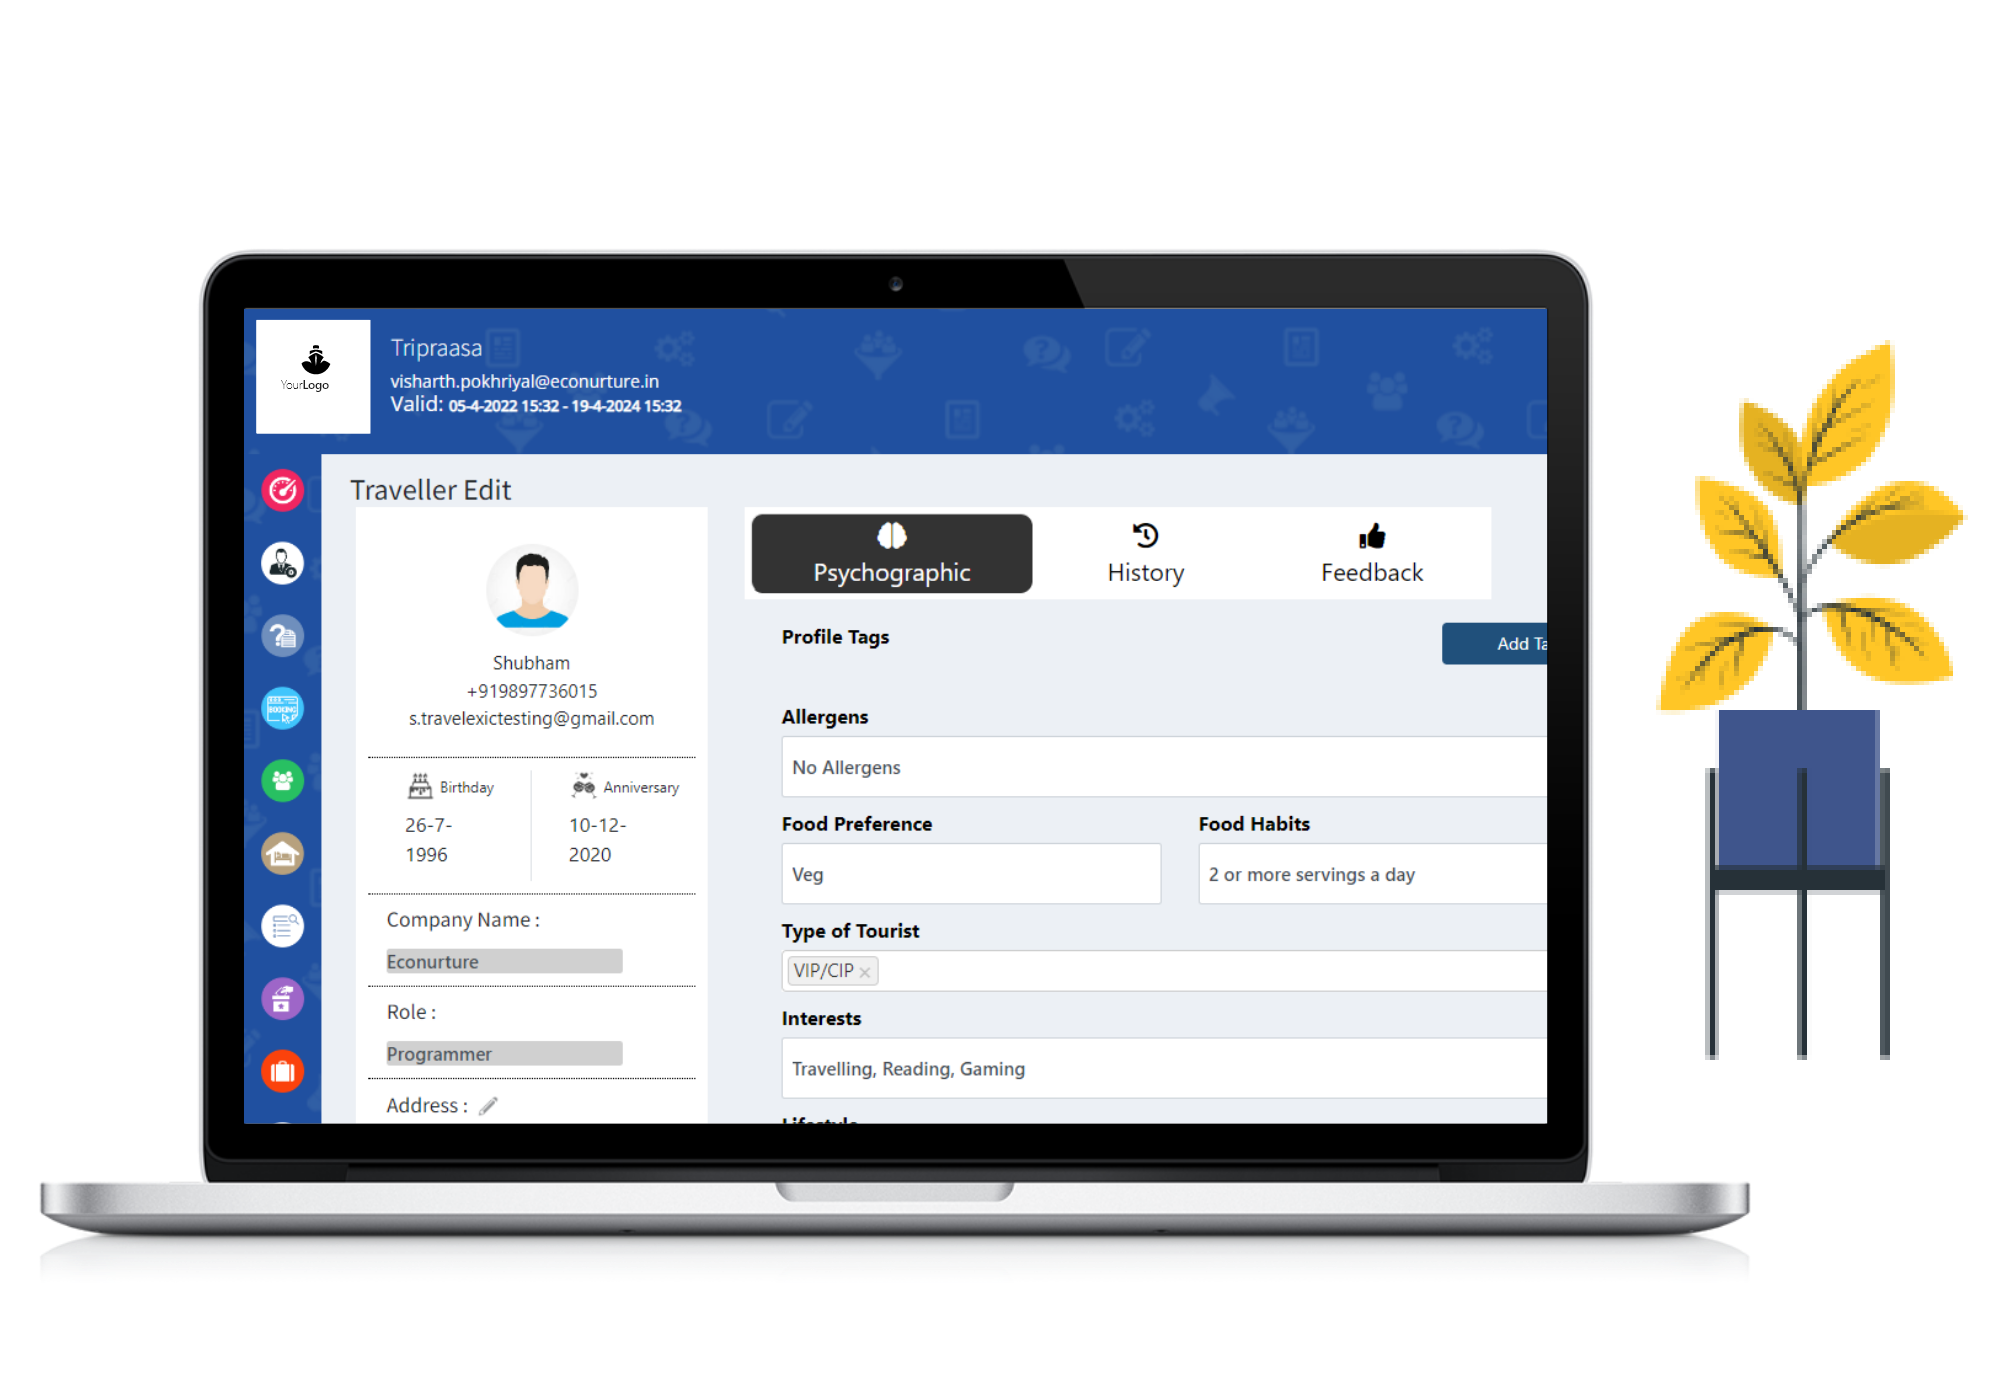 YourLogo
Tripraasa
visharth.pokhriyal@econurture.in
Valid: 05-4-2022 15:32 - 19-4-2024 15:32
Traveller Edit
Shubham
+919897736015
s.travelexictesting@gmail.com
Birthday
26-7-
1996
Anniversary
10-12-
2020
Company Name :
Econurture
Role :
Programmer
Address :
BOOKING
Psychographic
History
Feedback
Profile Tags
Add Ta
Allergens
No Allergens
Food Preference
Food Habits
Veg
2 or more servings a day
Type of Tourist
VIP/CIP ×
Interests
Travelling, Reading, Gaming
Lifestyle